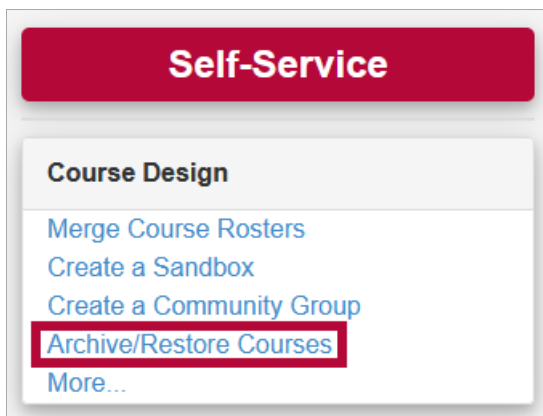 Self-Service
Course Design
Merge Course Rosters
Create a Sandbox
Create a Community Group
Archive/Restore Courses
More...